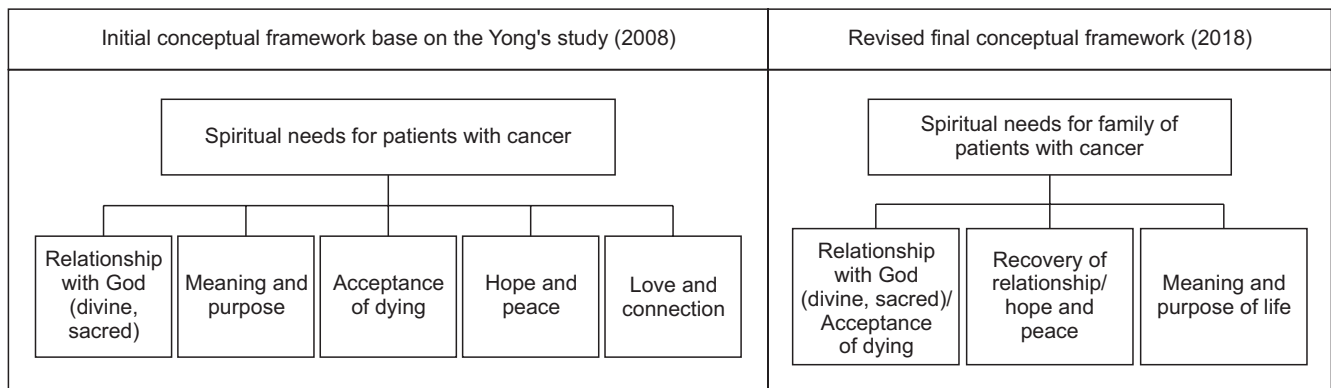 Initial conceptual framework base on the Yong's study (2008)
Revised final conceptual framework (2018)
Spiritual needs for patients with cancer
Relationship
with God
(divine,
sacred)
Meaning and
purpose
Acceptance
of dying
Hope and
peace
Love and
connection
Spiritual needs for family of
patients with cancer
Relationship
with God
(divine, sacred)/
Acceptance
of dying
Recovery of
relationship/
hope and
peace
Meaning and
purpose of life